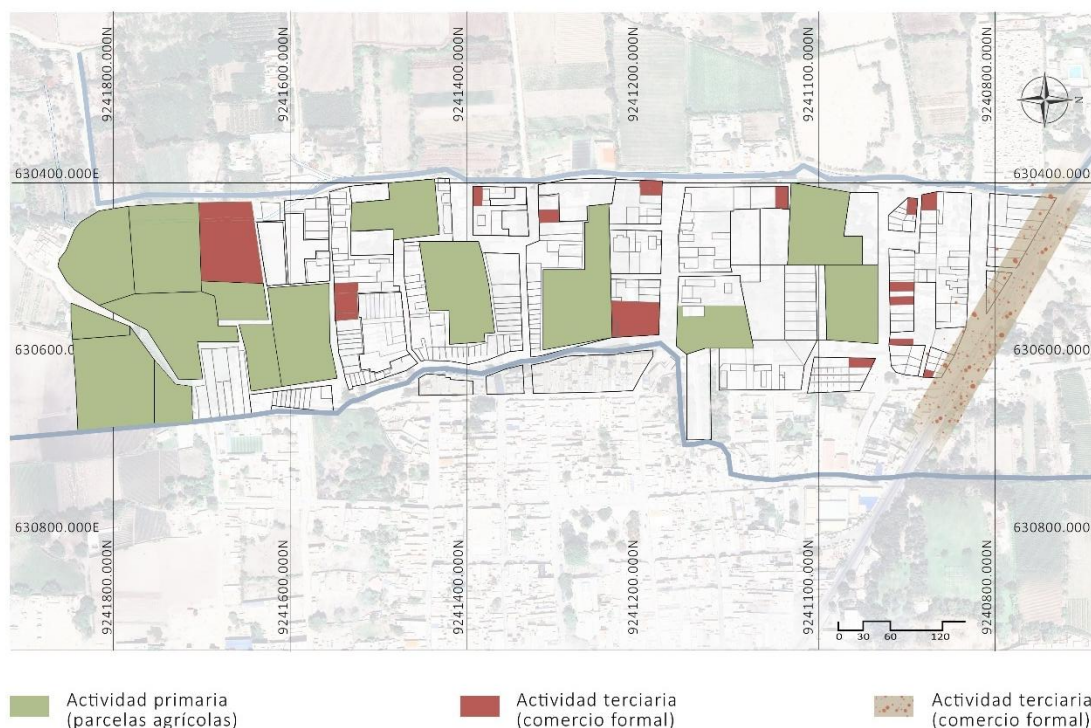 9241800.000N
9241600.000N
9241400.000N
9241200.000N
9241100.000N
9240800.000N
N
630400.000E
630400.000E
630600.
630600.000
630800.000E
630800.000
9241800.000N
9241600.000N
9241400.000N
9241200.000N
9241100.000N
9240800.000N
0 30 60 120
Actividad primaria
(parcelas agrícolas)
Actividad terciaria
(comercio formal)
Actividad terciaria
(comercio formal)